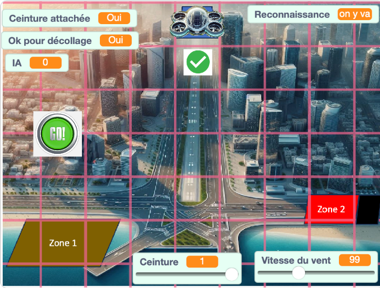 Ceinture attachée Oui
Reconnaissance on y va
Ok pour décollage Oui
IA 0
GO!
Zone 2
Zone 1
Ceinture 1
Vitesse du vent 99